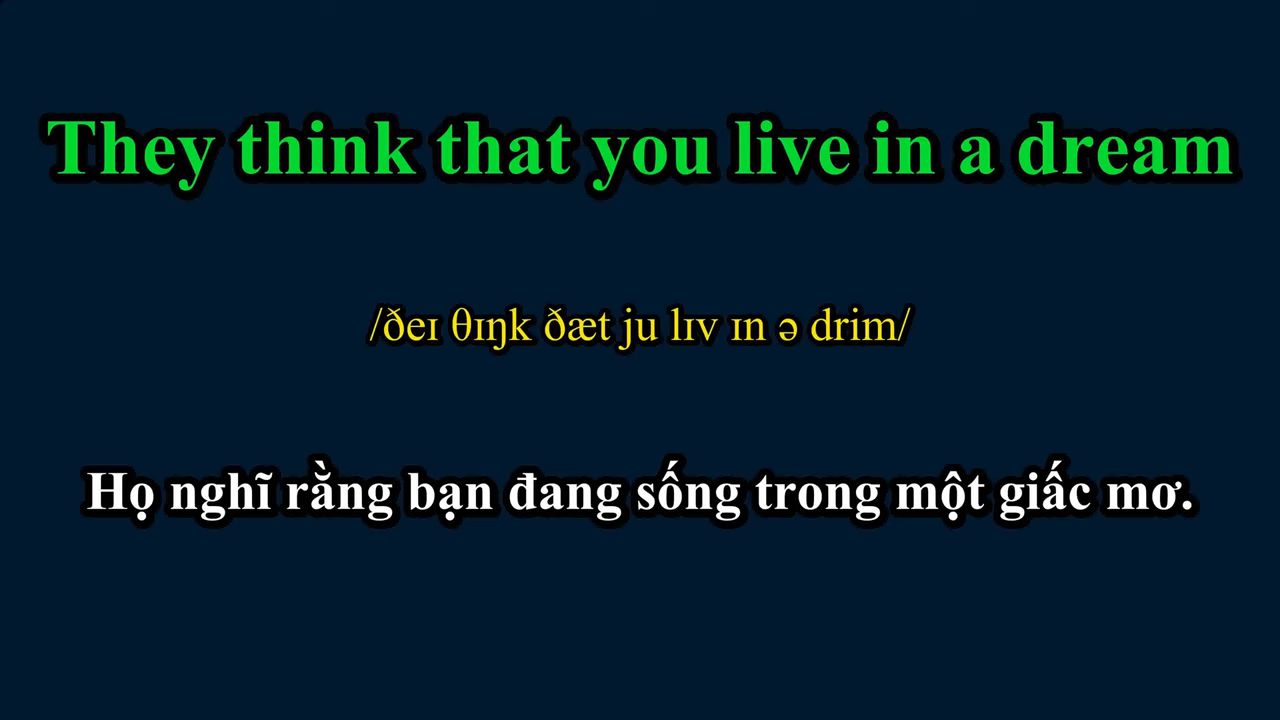 They think that you live in a dream
/ðeɪ θɪŋk ðæt ju lɪv ɪn ə drim/
Họ nghĩ rằng bạn đang sống trong một giấc mơ.